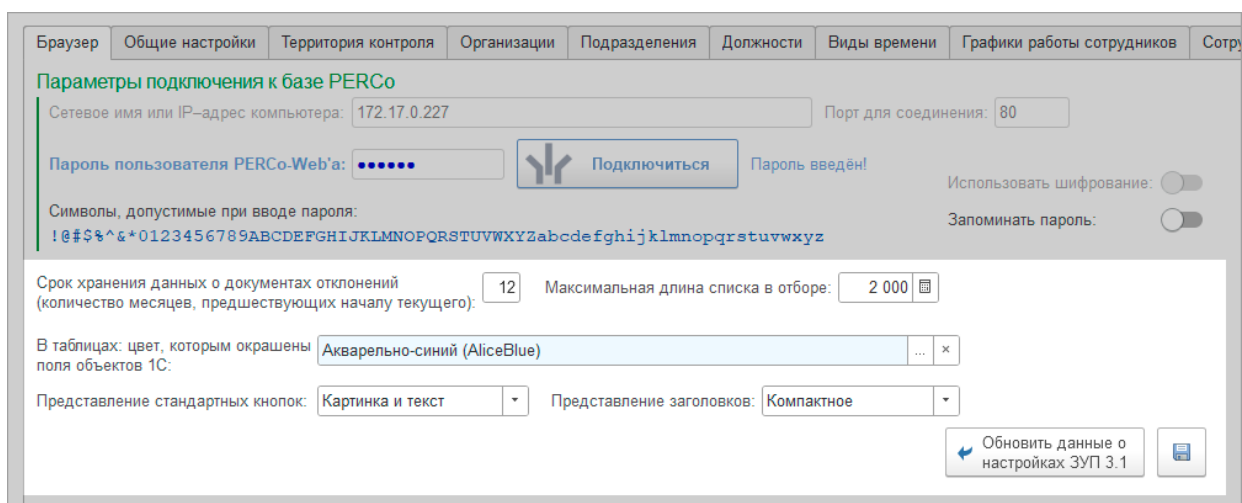 Браузер Общие настройки Территория контроля Организации Подразделения Должности Виды времени Графики работы сотрудников
Параметры подключения к базе PERCo
Сетевое имя или IP–адрес компьютера: 172.17.0.227 Порт для соединения: 80
Пароль пользователя PERCo-Web'а: •••••• Подключиться Пароль введён!
Использовать шифрование:
Символы, допустимые при вводе пароля:
Запоминать пароль:
!@#$%^&*0123456789ABCDEFGHIJKLMNOPQRSTUVWXYZabcdefghijklmnopqrstuvwxyz
Срок хранения данных о документах отклонений
(количество месяцев, предшествующих началу текущего): 12 Максимальная длина списка в отборе: 2 000
В таблицах: цвет, которым окрашены
поля объектов 1С: Акварельно-синий (AliceBlue) ... ×
Представление стандартных кнопок: Картинка и текст Представление заголовков: Компактное
Обновить данные о
настройках ЗУП 3.1